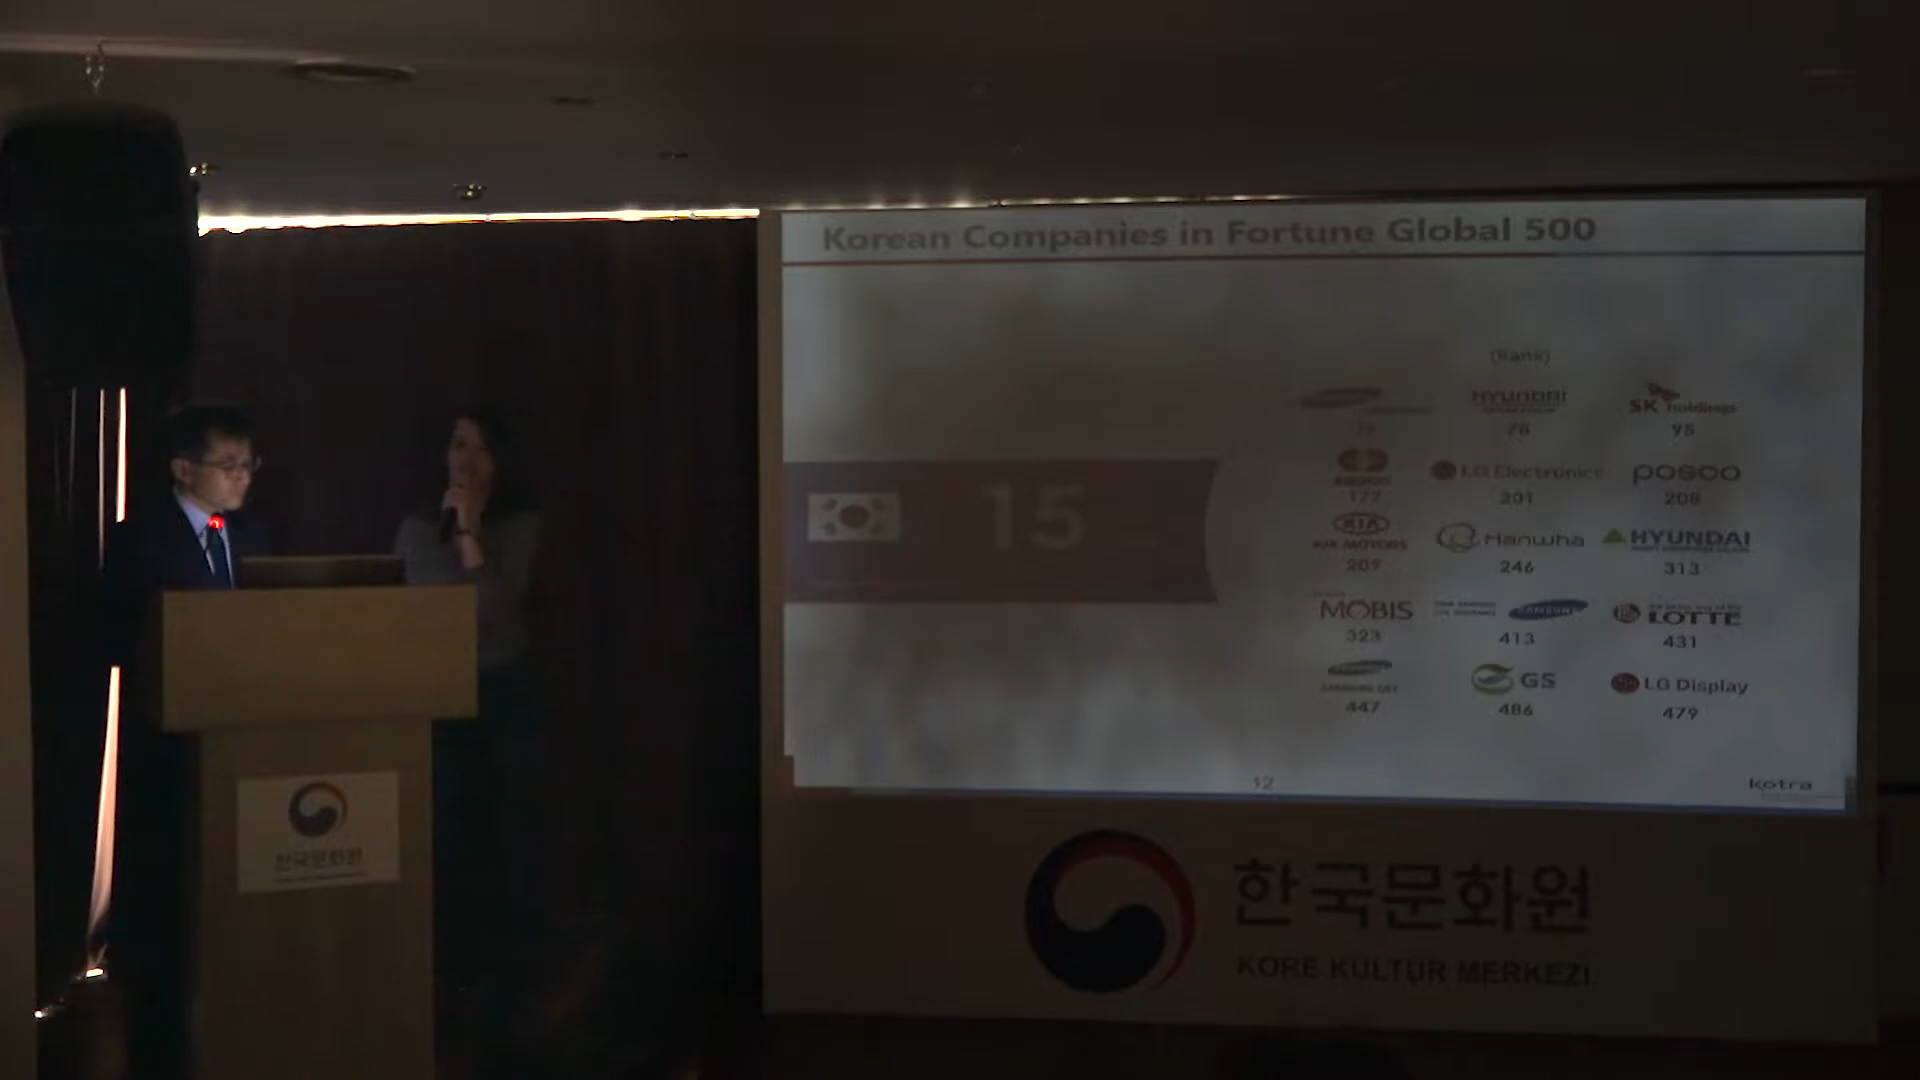 Korean Companies in Fortune Global 500
(Rank)
HYUNDAI
SK holdings
78
95
LG Electronics
posco
177
201
208
15
KIA
KIA MOTORS
Hanwha
HYUNDAI
209
246
313
MOBIS
SAMSUNG
LOTTE
323
413
431
GS
LG Display
447
486
479
12
kotra
한국문화원
한국문화원
KORE KÜLTÜR MERKEZİ